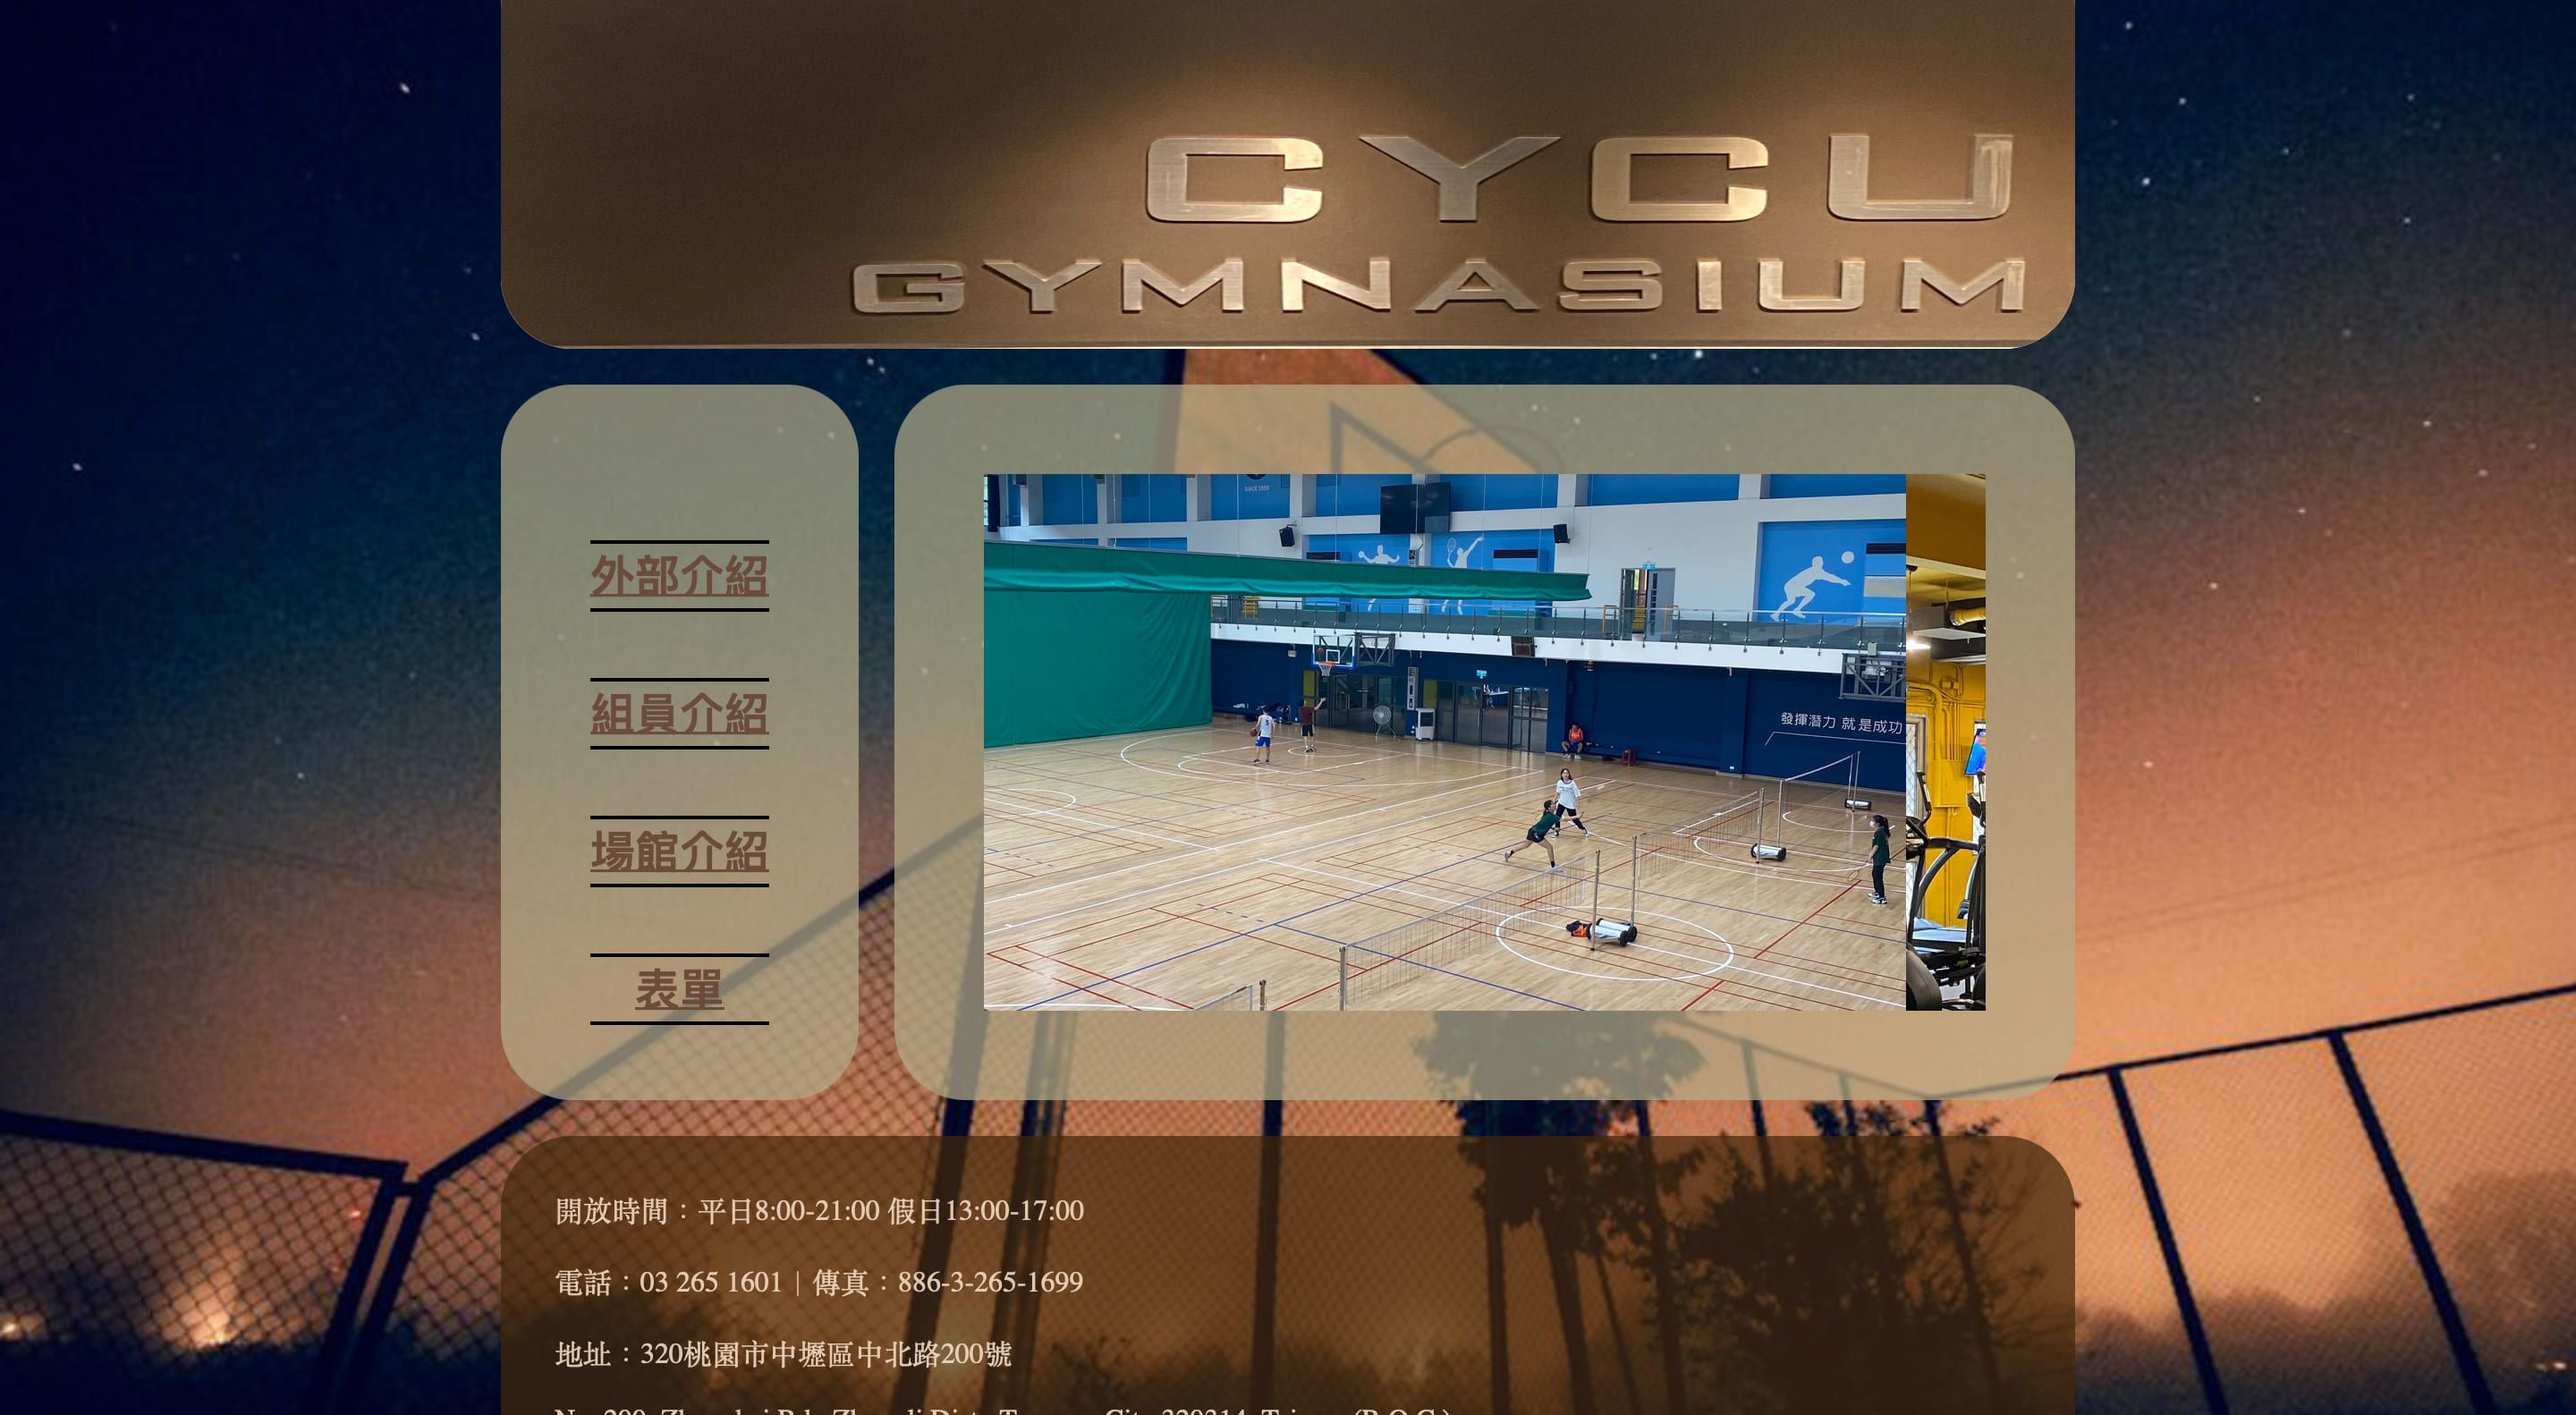 CYCU
GYMNASIUM
外部介紹
組員介紹
場館介紹
表單
SINCE 1955
發揮潛力 就是成功
開放時間：平日8:00-21:00 假日13:00-17:00
電話：03 265 1601｜傳真：886-3-265-1699
地址：320桃園市中壢區中北路200號